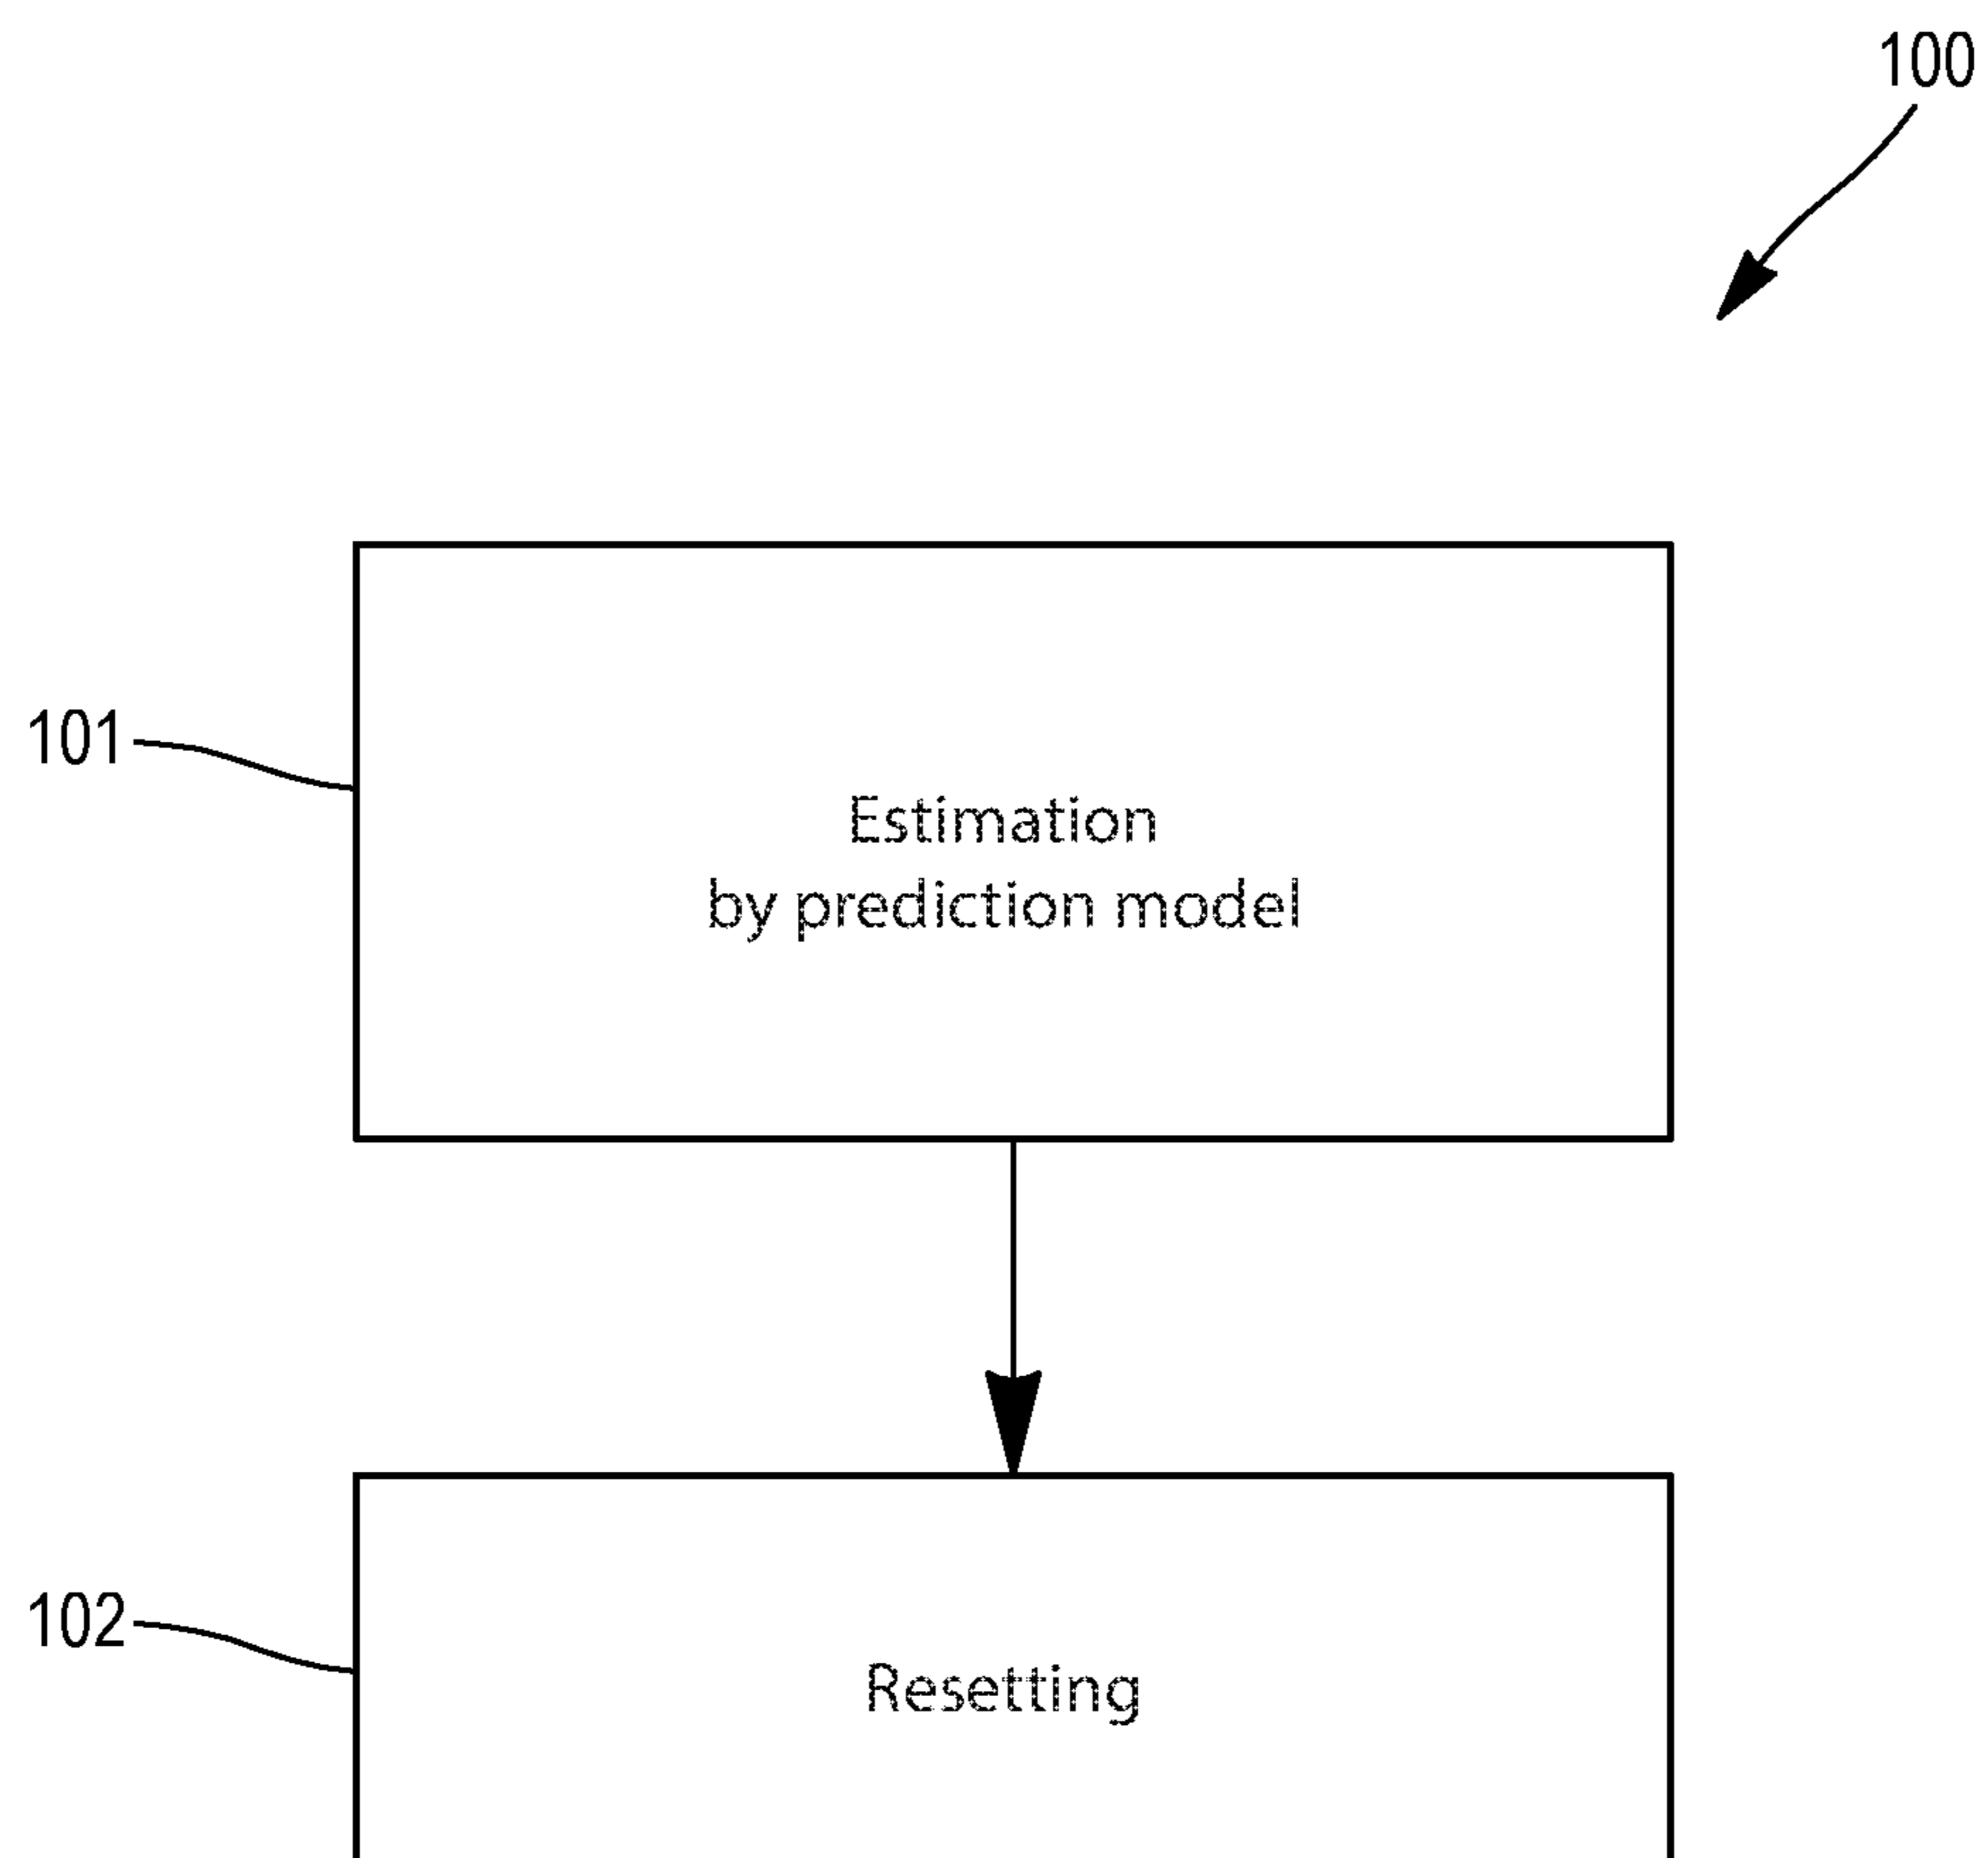 100
101
Estimation
by prediction model
102
Resetting